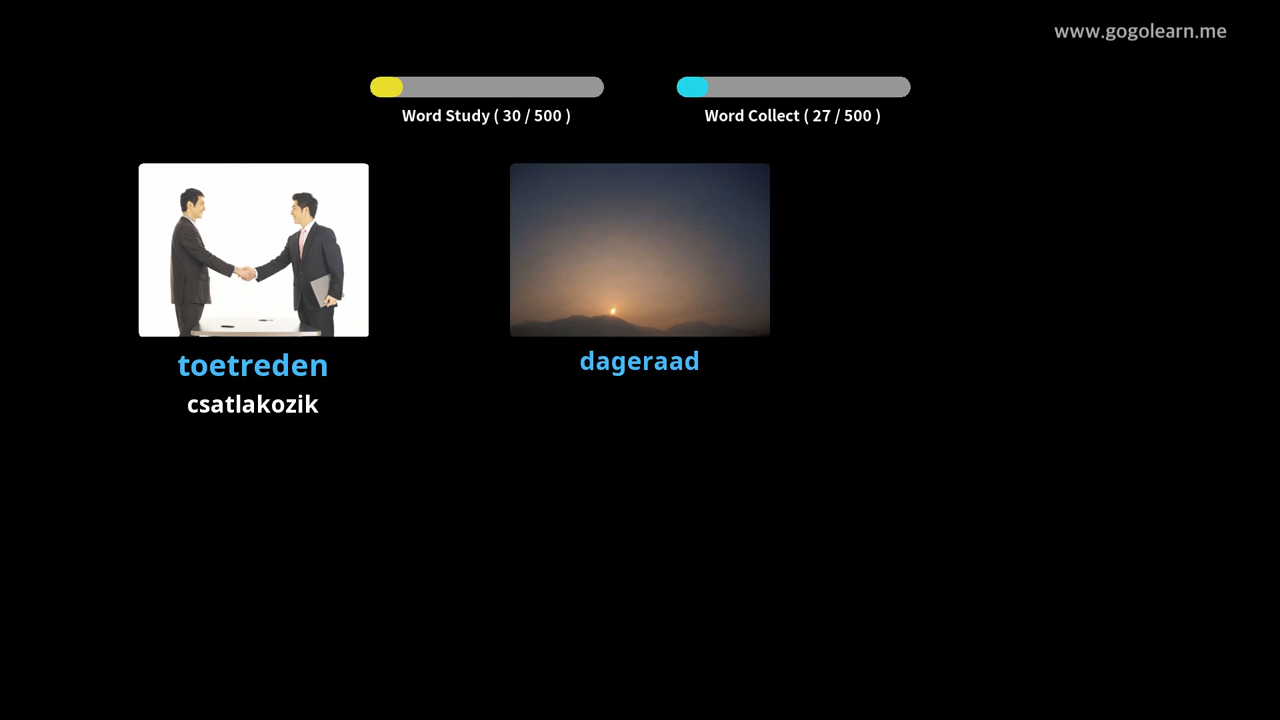 www.gogolearn.me
Word Study ( 30 / 500 )
Word Collect ( 27 / 500 )
toetreden
csatlakozik
dageraad